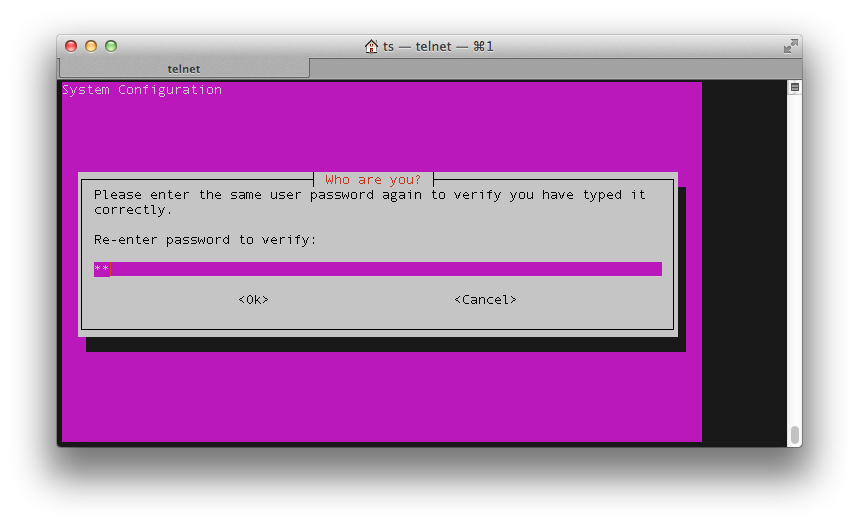 ts — telnet — ⌘1
telnet
System Configuration
Who are you?
Please enter the same user password again to verify you have typed it
correctly.
Re-enter password to verify:
**
<Ok> <Cancel>